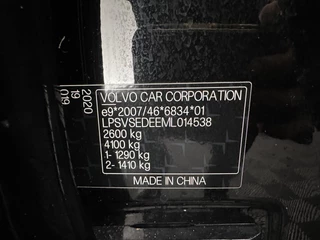 VOLVO CAR CORPORATION
e9*2007/46*6834*01
LPSVSEDEEML014538
2600 kg
4100 kg
1- 1290 kg
2- 1410 kg
MADE IN CHINA
2020
19 09